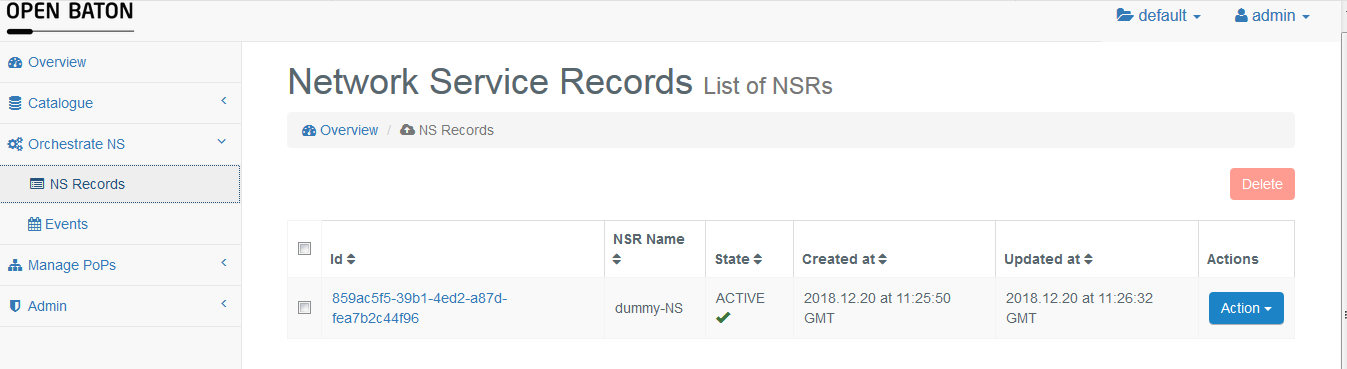 OPEN BATON
default
admin
Overview
Catalogue
Orchestrate NS
NS Records
Events
Manage PoPs
Admin
Network Service Records List of NSRs
Overview / NS Records
Delete
Id
NSR Name
State
Created at
Updated at
Actions
859ac5f5-39b1-4ed2-a87d-
fea7b2c44f96
dummy-NS
ACTIVE
2018.12.20 at 11:25:50
GMT
2018.12.20 at 11:26:32
GMT
Action